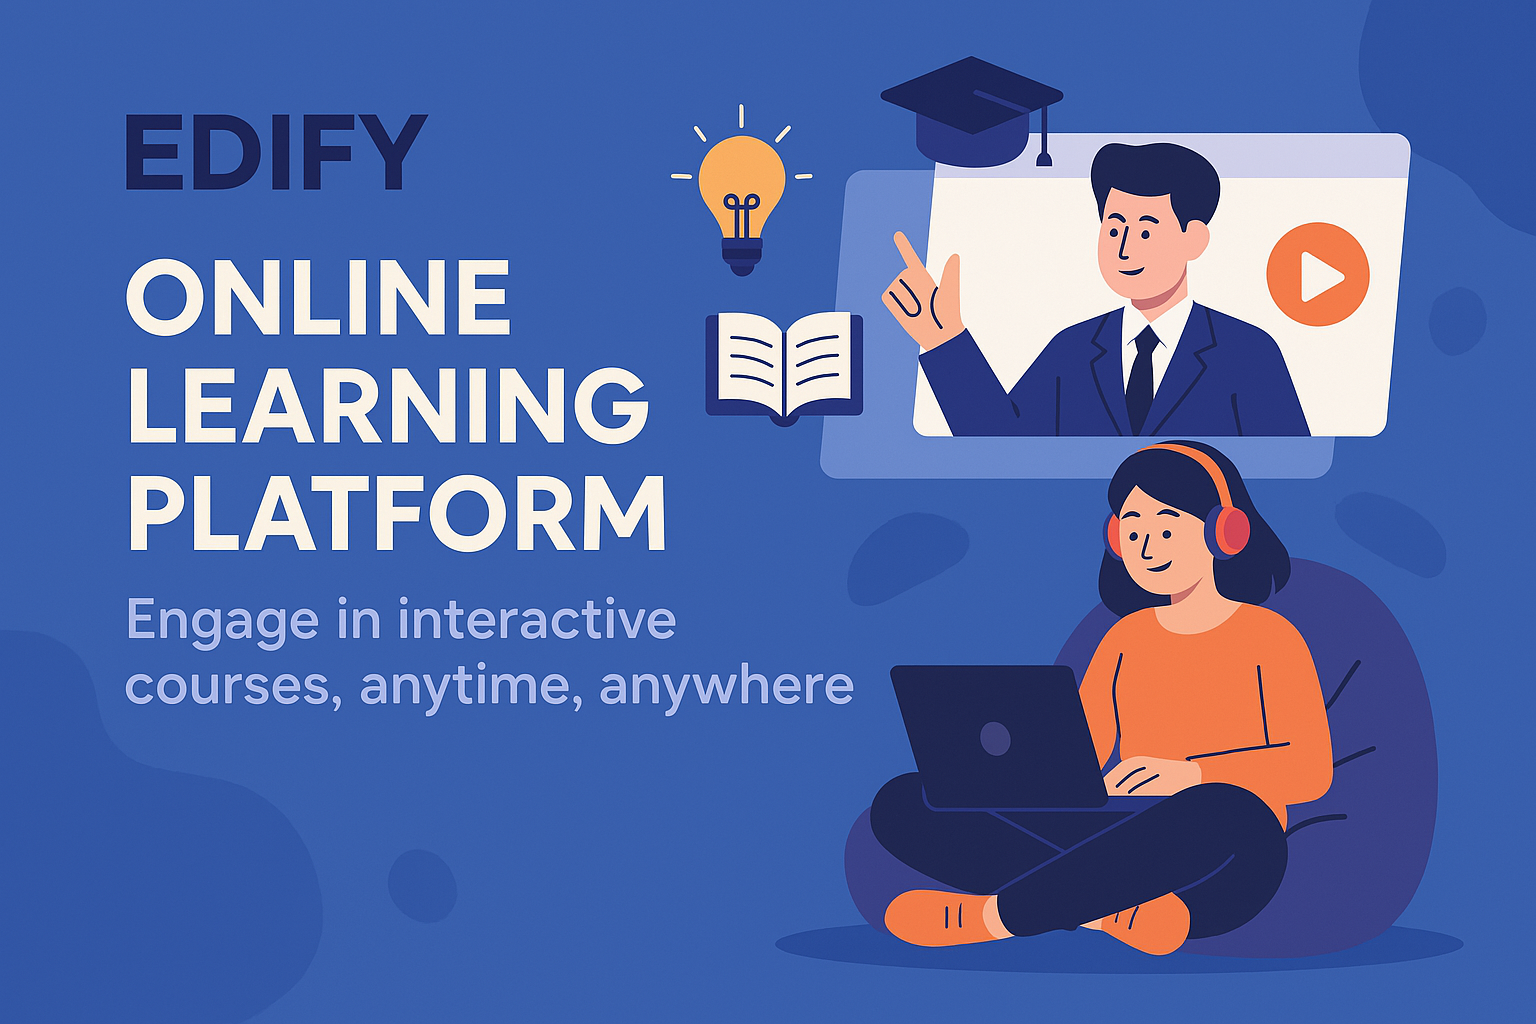 EDIFY
ONLINE
LEARNING
PLATFORM
Engage in interactive
courses, anytime, anywhere